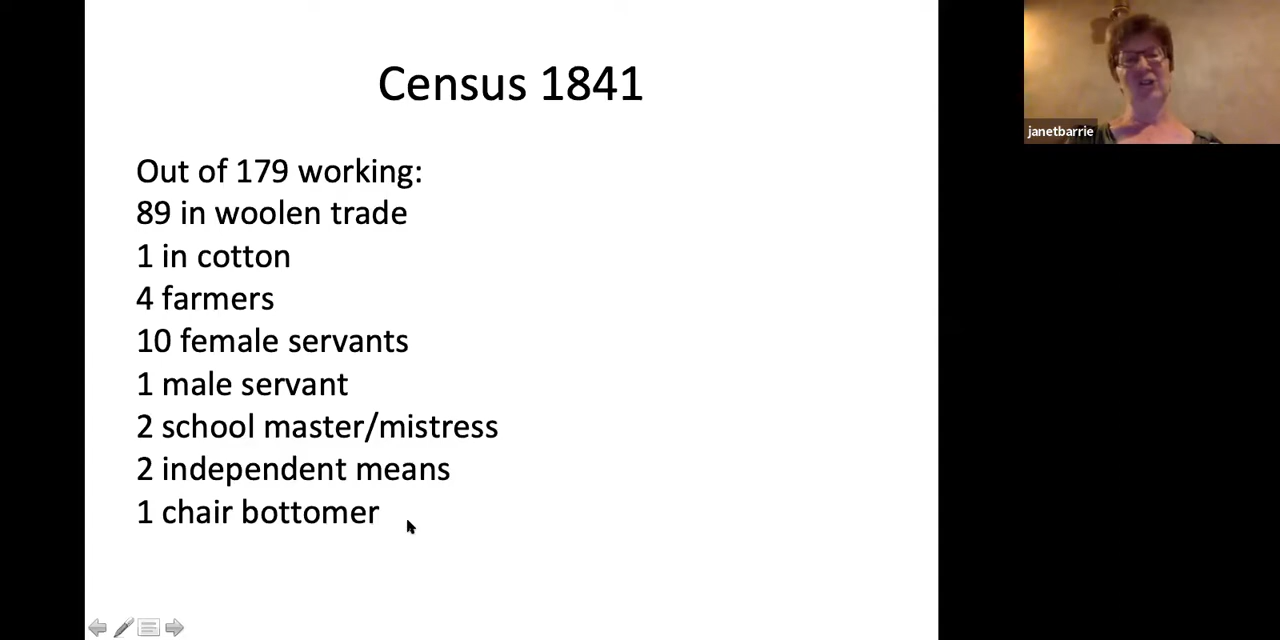 Census 1841
Out of 179 working:
89 in woolen trade
1 in cotton
4 farmers
10 female servants
1 male servant
2 school master/mistress
2 independent means
1 chair bottomer
janetbarrie